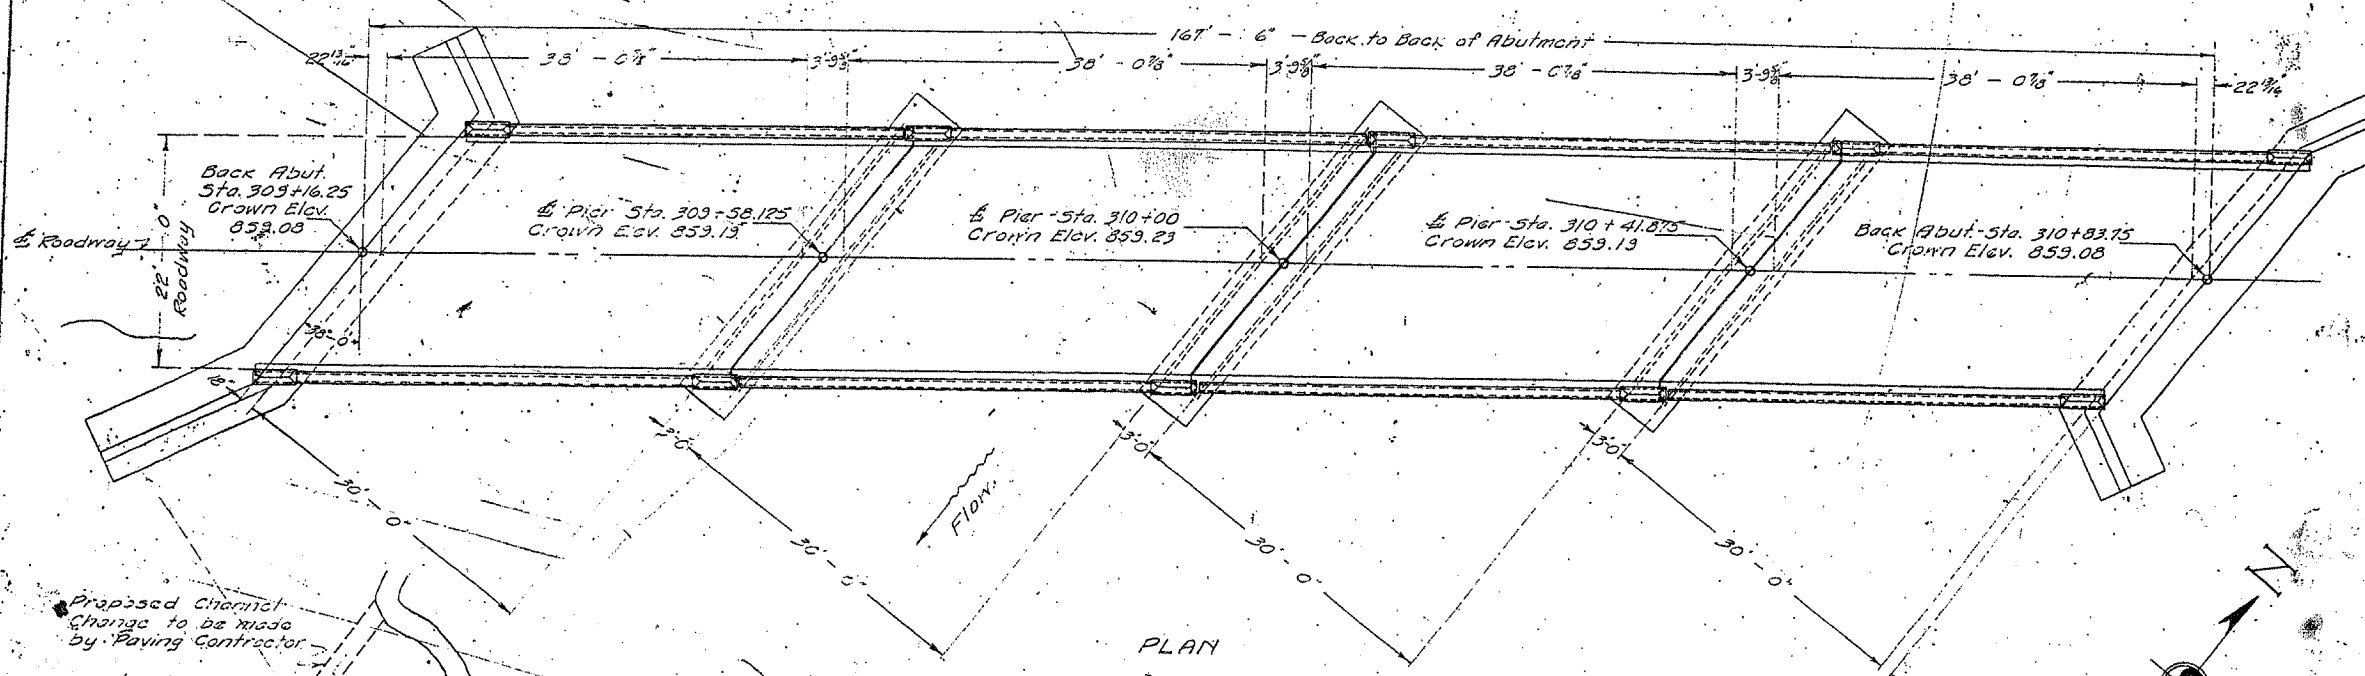 167' - 6" - Back to Back of Abutment
22 13/16" 38' - 0 7/8" 3'-9 5/8" 38' - 0 7/8" 3'-9 5/8" 38' - 0 7/8" 3'-9 5/8" 38' - 0 7/8" 22 13/16"
Back Abut.
Sta. 309+16.25
Crown Elev.
859.08
℄ Pier Sta. 309+58.125
Crown Elev. 859.19
℄ Pier-Sta. 310+00
Crown Elev. 859.23
℄ Pier-Sta. 310+41.875
Crown Elev. 859.19
Back Abut.-Sta. 310+83.75
Crown Elev. 859.08
℄ Roadway
22'-0"
Roadway
38°-0'
18"
3'-0"
3'-0"
3'-0"
30'-0"
30'-0"
30'-0"
30'-0"
Flow.
Proposed Channel
Change to be made
by Paving Contractor
PLAN
N